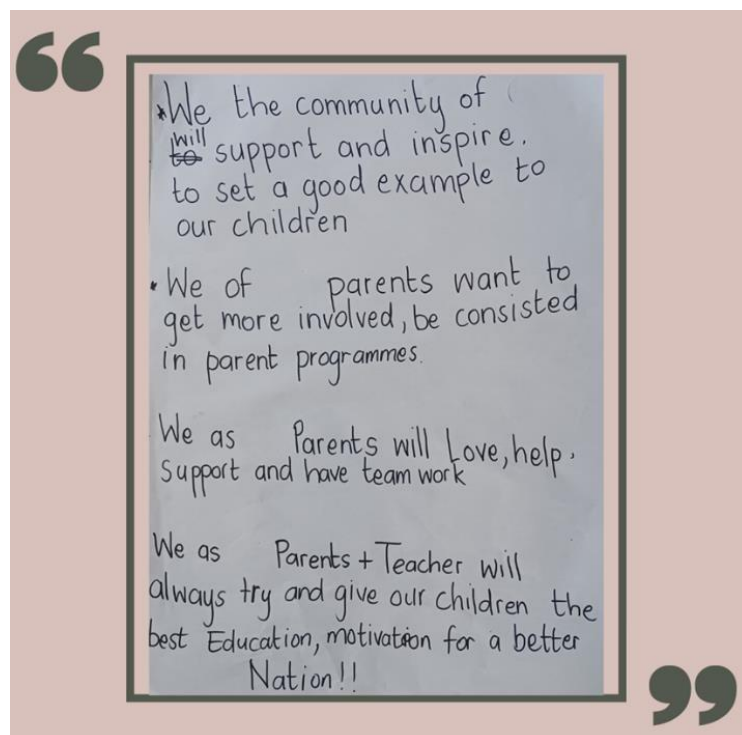 “
*We the community of
will
to support and inspire.
to set a good example to
our children
• We of parents want to
get more involved, be consisted
in parent programmes.
We as Parents will Love, help.
Support and have team work
We as Parents + Teacher will
always try and give our children the
best Education, motivation for a better
Nation!!
”